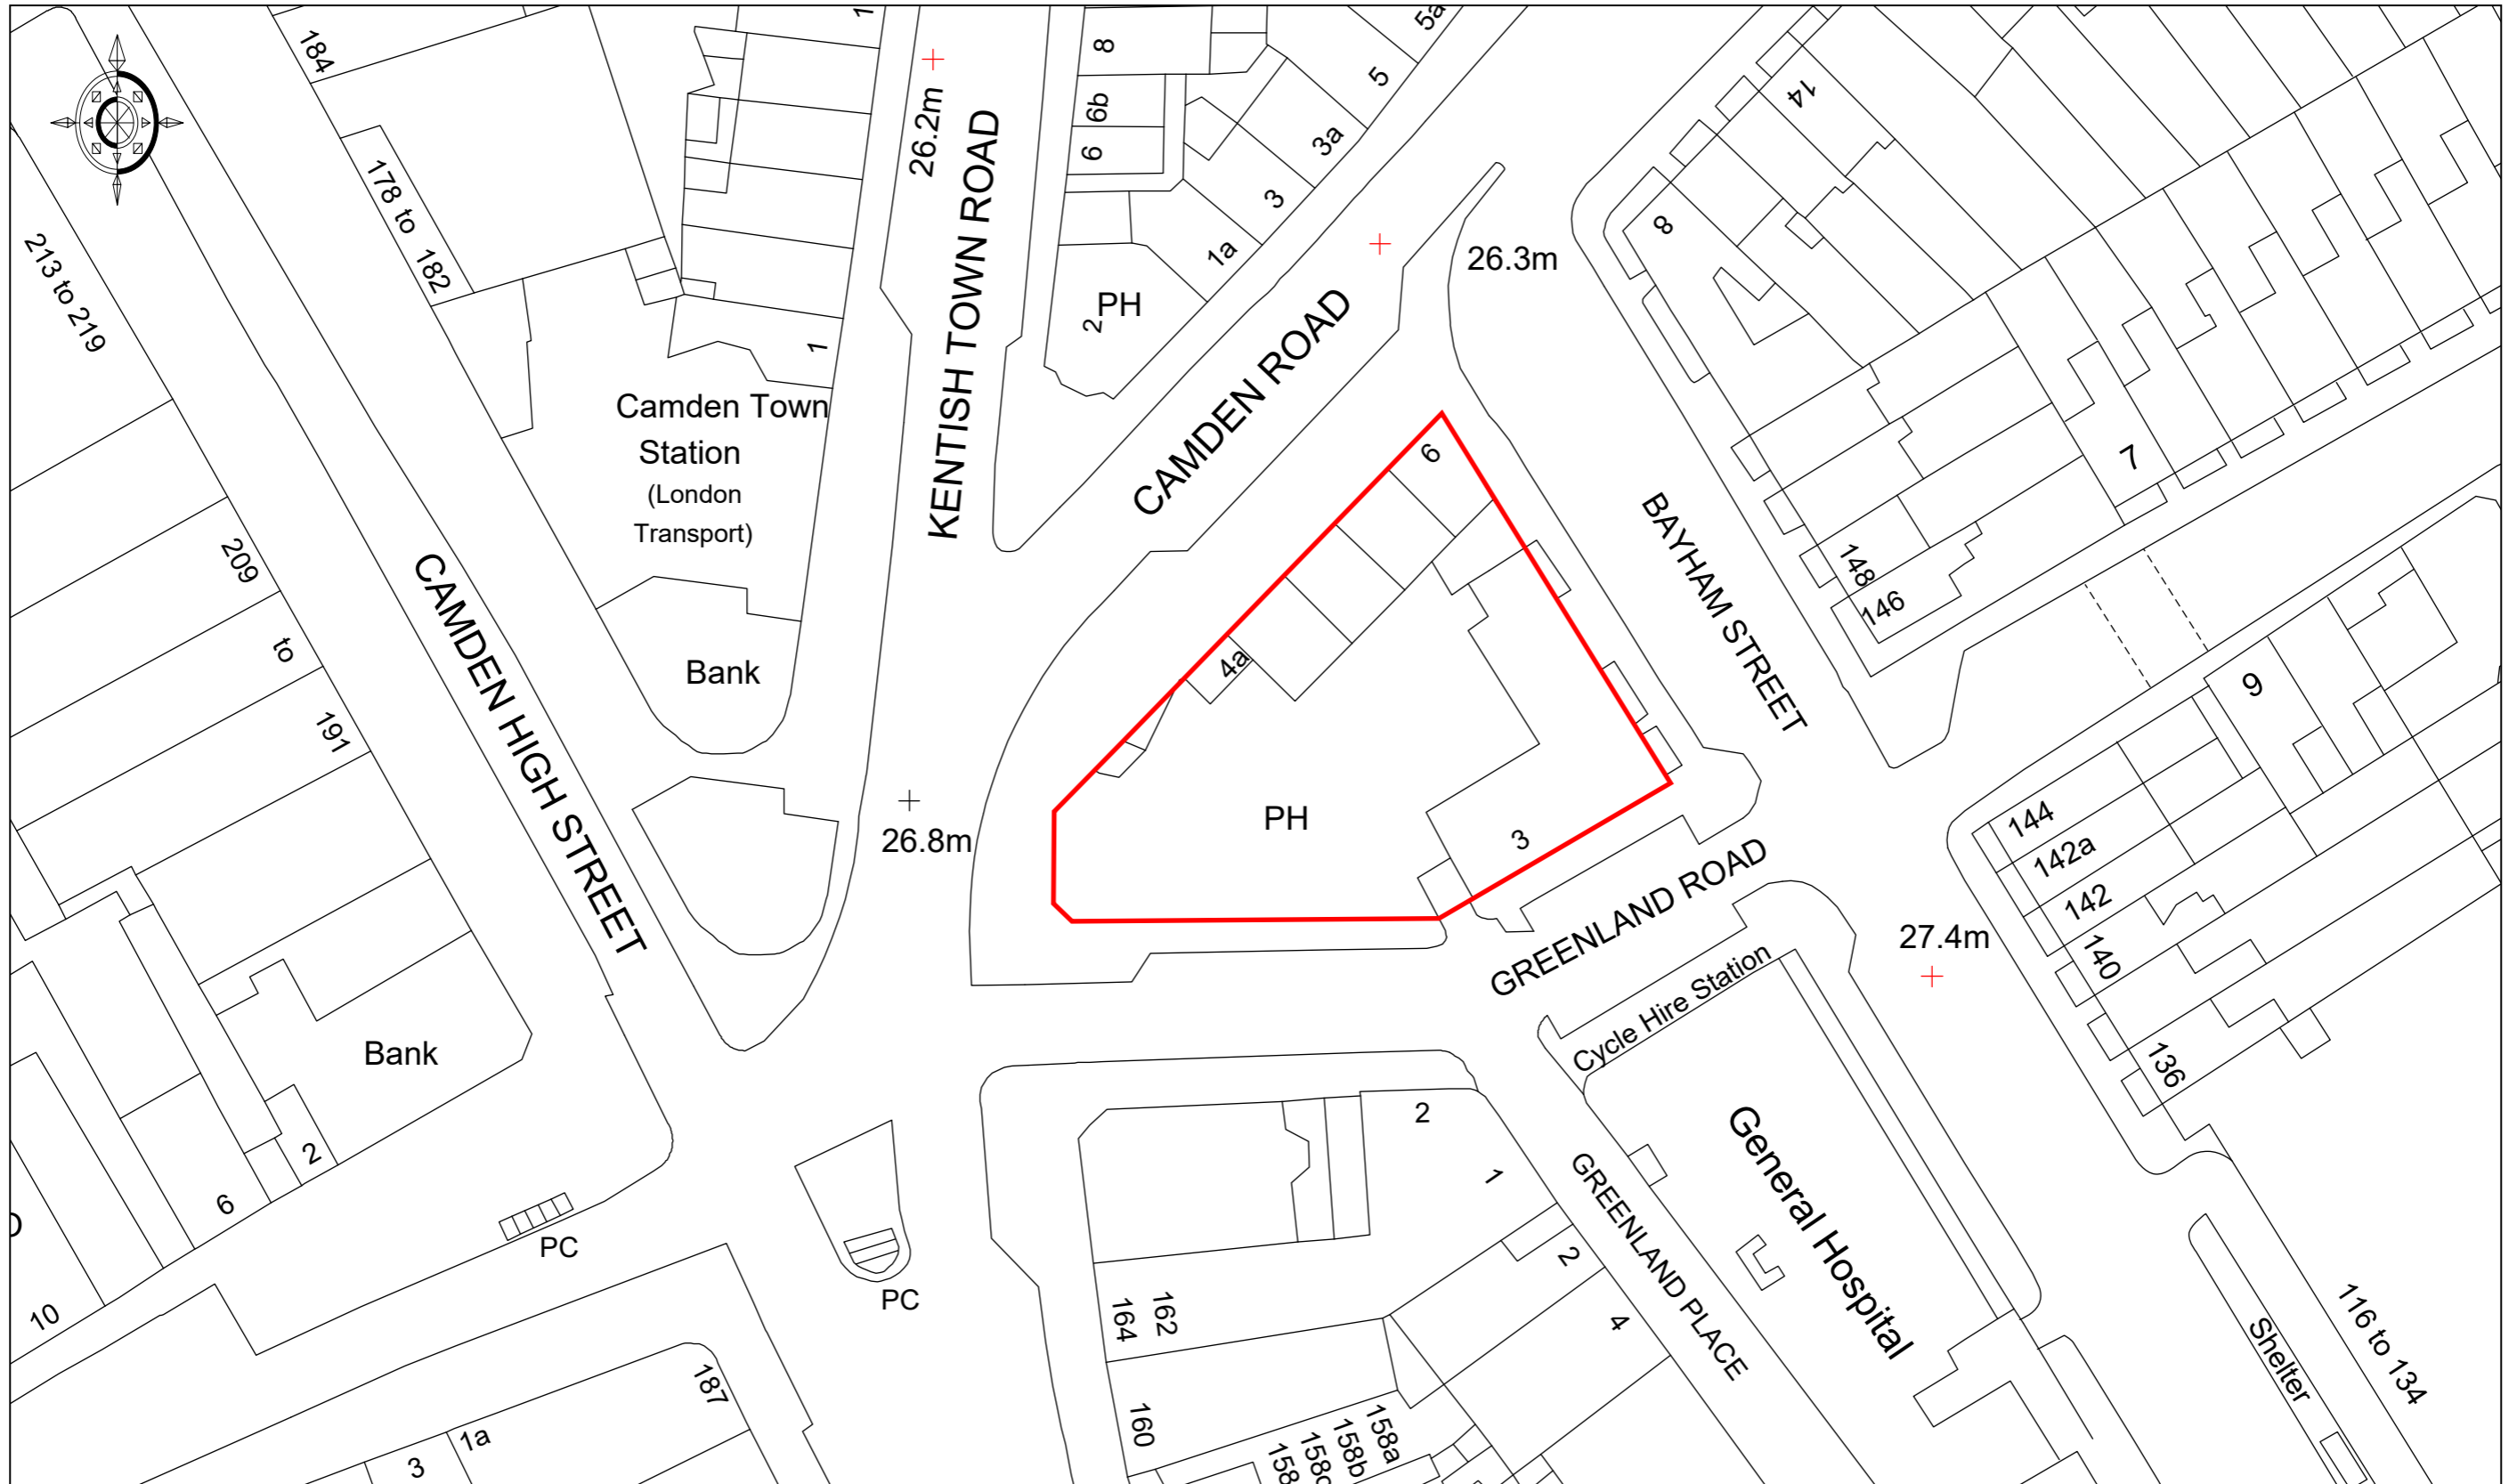 184
1
8
5a
5
14
6b
3a
26.2m
6
178 to 182
KENTISH TOWN ROAD
3
8
213 to 219
1a
26.3m
PH
2
CAMDEN ROAD
1
Camden Town
Station
(London
Transport)
6
7
BAYHAM STREET
209
to
191
148
146
CAMDEN HIGH STREET
Bank
4a
9
PH
26.8m
3
144
142a
142
140
136
GREENLAND ROAD
27.4m
Cycle Hire Station
Bank
2
6
10
PC
PC
2
1
2
4
GREENLAND PLACE
General Hospital
164
162
160
187
1a
3
158a
158b
158
Shelter
116 to 134